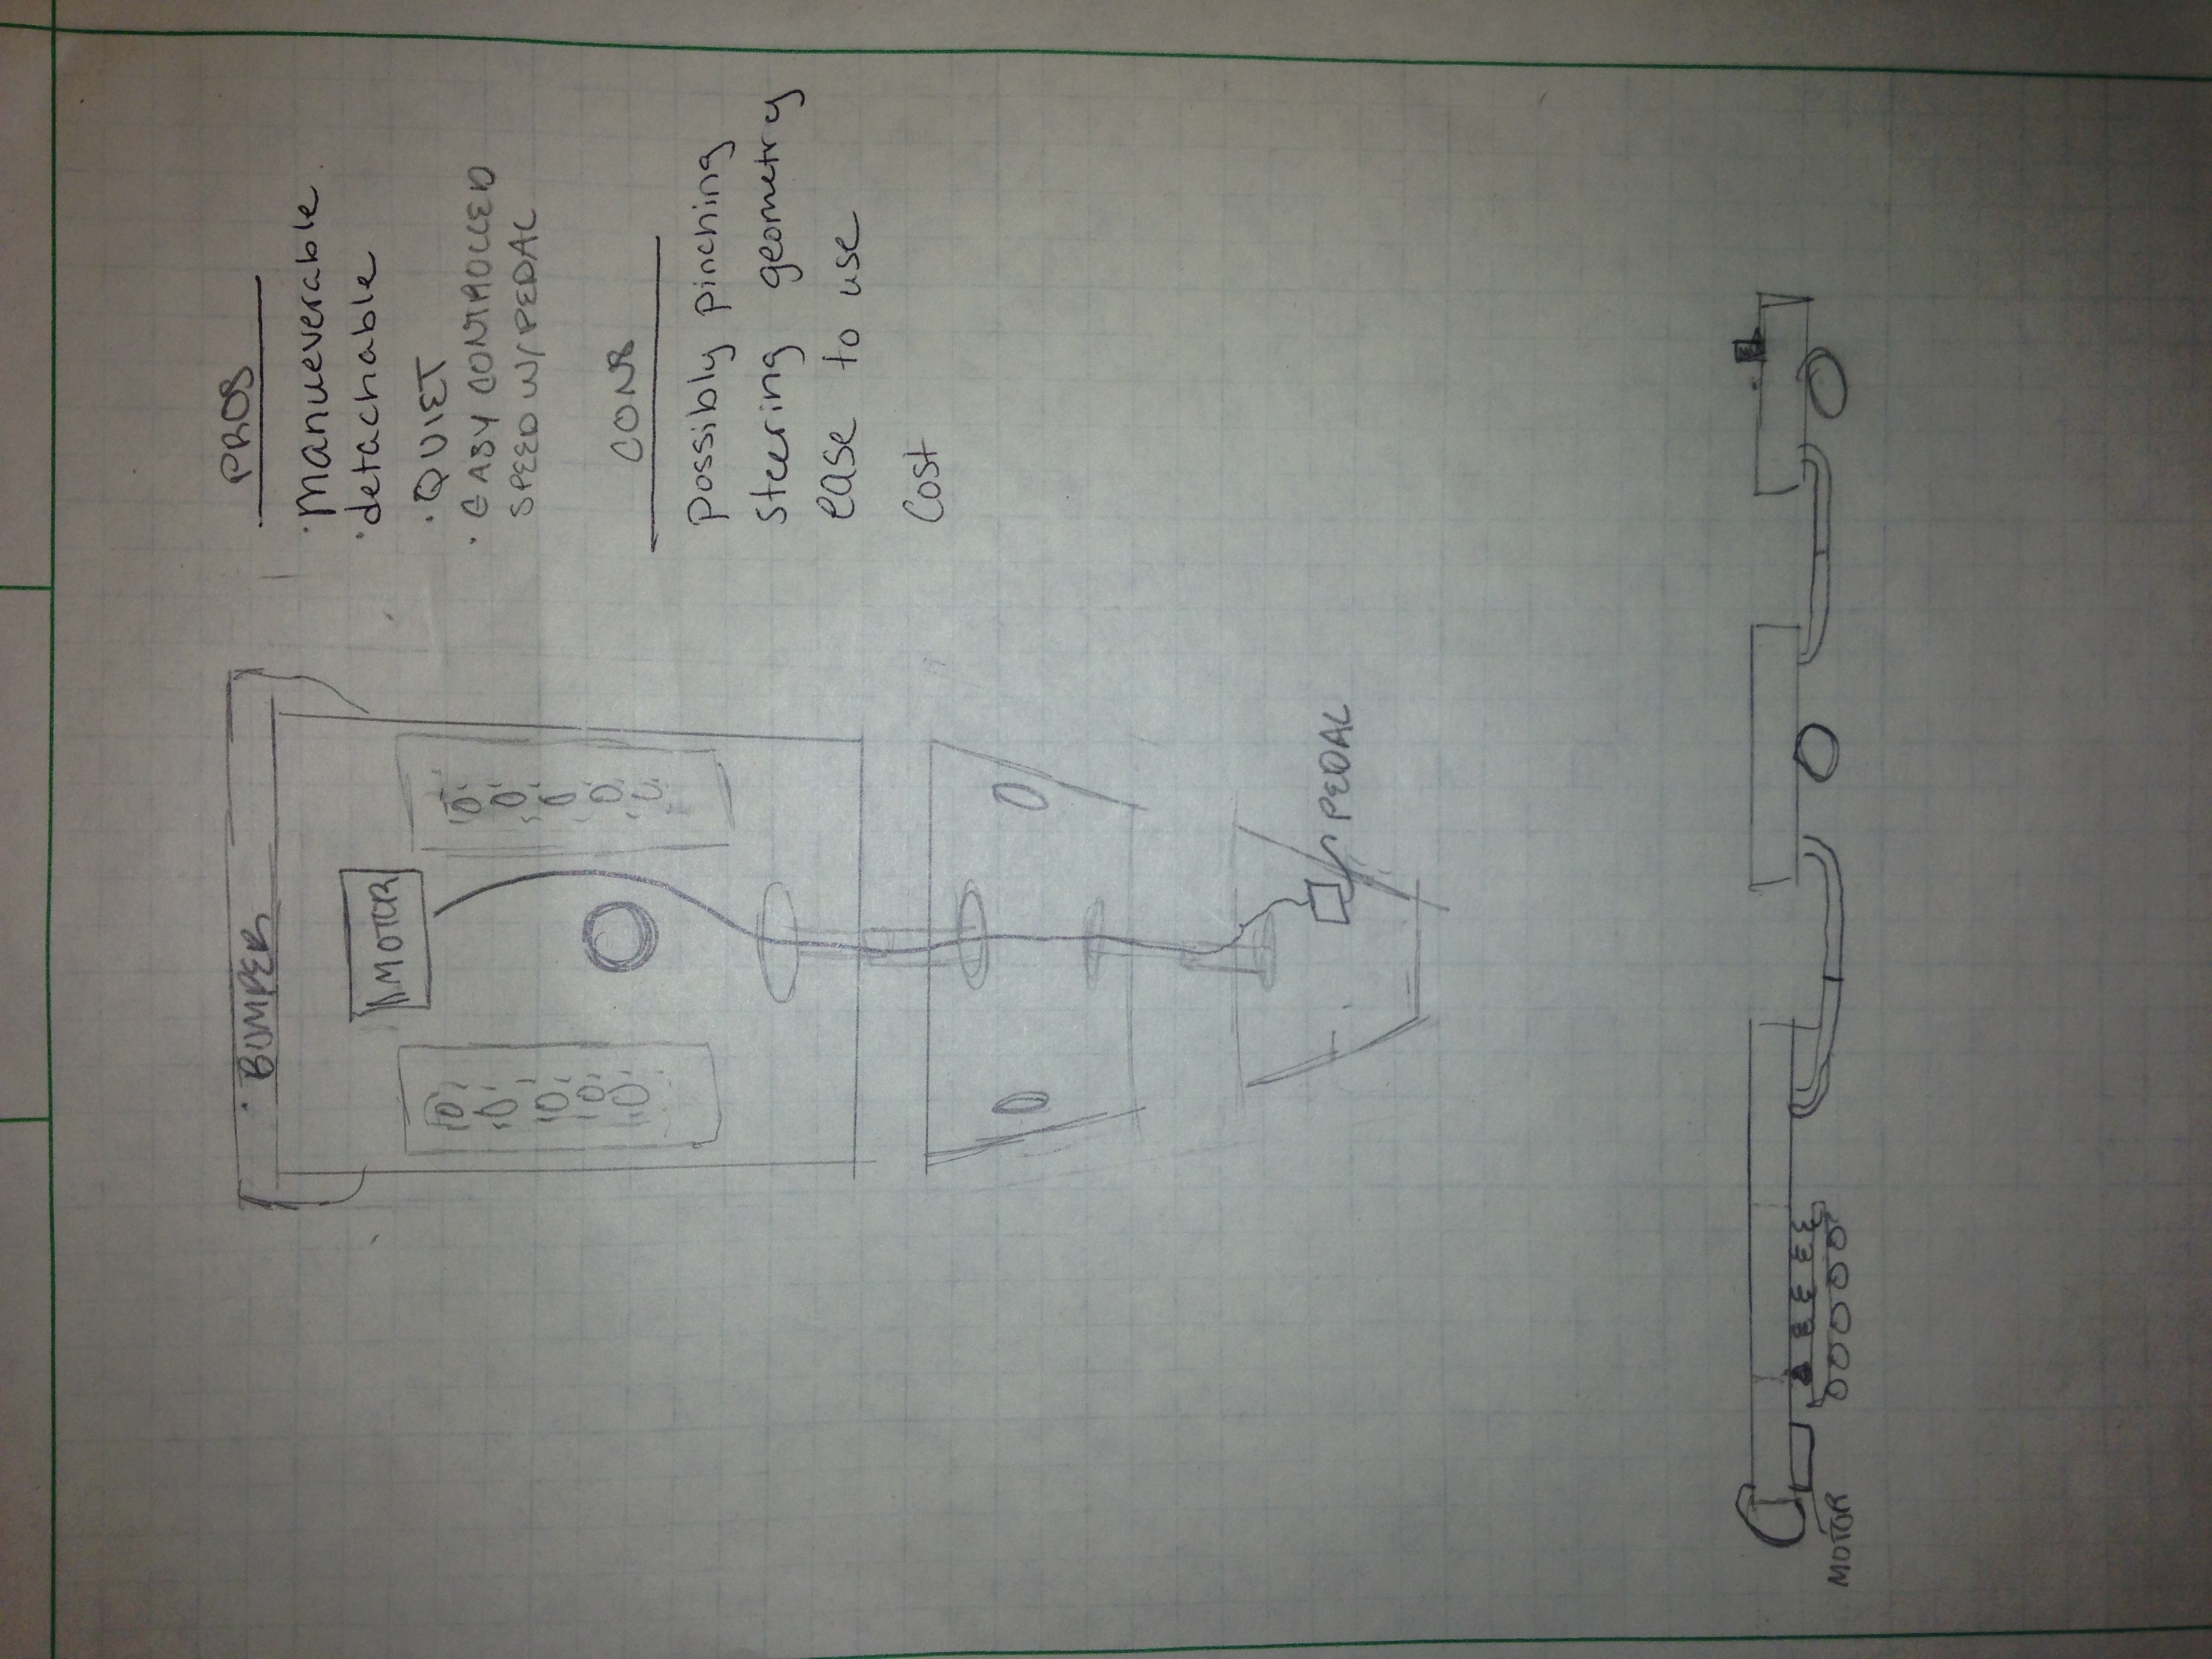 BUMPER
MOTOR
PEDAL
PROS
· Manueverable
· detachable
· QUIET
· EASY CONTROLLED
SPEED W/ PEDAL
CONS
Possibly pinching
Steering geometry
ease to use
Cost
MOTOR